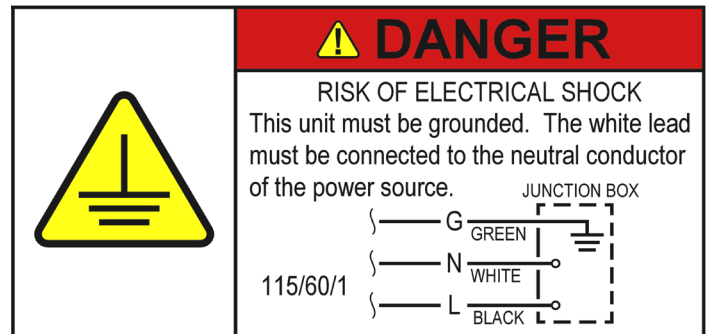 ! DANGER
RISK OF ELECTRICAL SHOCK
This unit must be grounded. The white lead
must be connected to the neutral conductor
of the power source.
JUNCTION BOX
G
GREEN
N
WHITE
115/60/1
L
BLACK